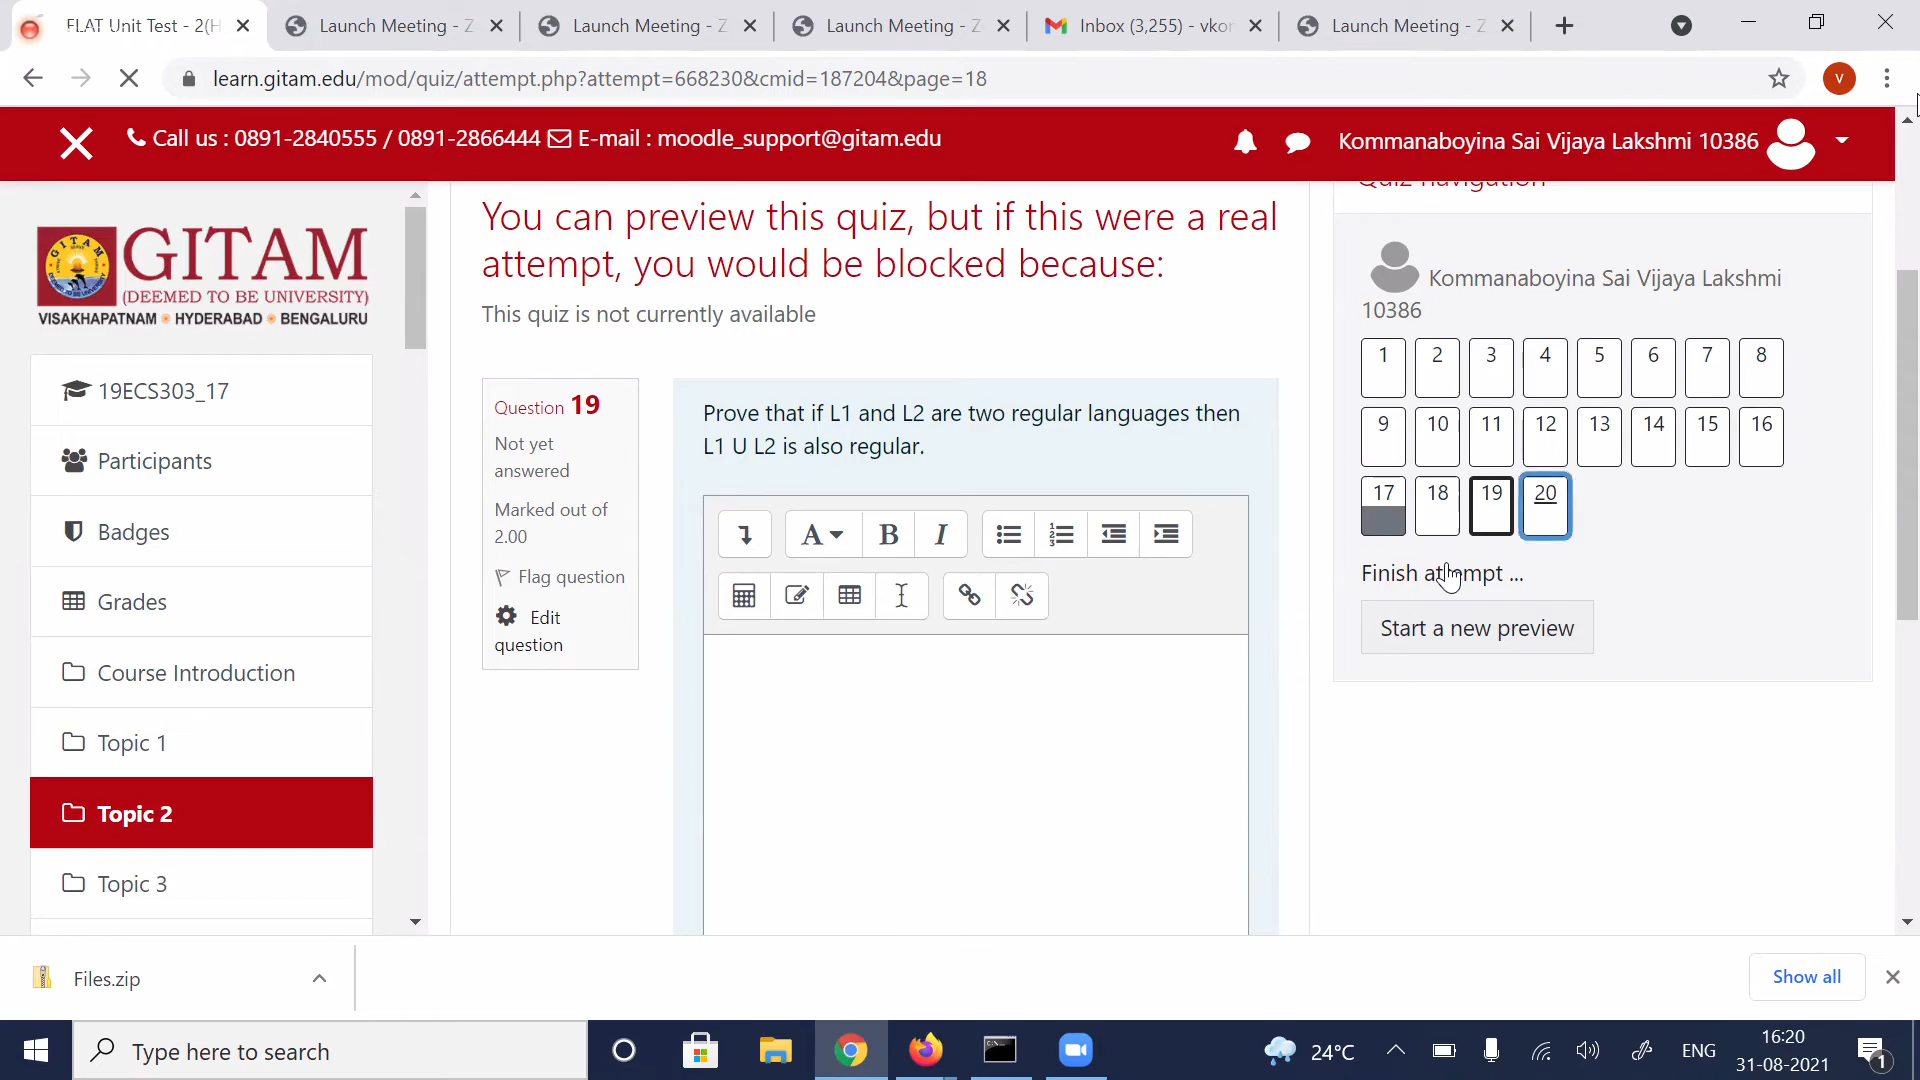 FLAT Unit Test - 2(H
Launch Meeting - Z
Launch Meeting - Z
Launch Meeting - Z
Inbox (3,255) - vkor
Launch Meeting - Z
learn.gitam.edu/mod/quiz/attempt.php?attempt=668230&cmid=187204&page=18
V
Call us : 0891-2840555 / 0891-2866444 E-mail : moodle_support@gitam.edu
Kommanaboyina Sai Vijaya Lakshmi 10386
GITAM
GITAM
(DEEMED TO BE UNIVERSITY)
VISAKHAPATNAM HYDERABAD BENGALURU
19ECS303_17
Participants
Badges
Grades
Course Introduction
Topic 1
Topic 2
Topic 3
You can preview this quiz, but if this were a real
attempt, you would be blocked because:
This quiz is not currently available
Question 19
Not yet
answered
Marked out of
2.00
Flag question
Edit
question
Prove that if L1 and L2 are two regular languages then
L1 U L2 is also regular.
A B I
Quiz navigation
Kommanaboyina Sai Vijaya Lakshmi
10386
1 2 3 4 5 6 7 8
9 10 11 12 13 14 15 16
17 18 19 20
Finish attempt ...
Start a new preview
Files.zip
Show all
Type here to search
24°C
ENG
16:20
31-08-2021
1